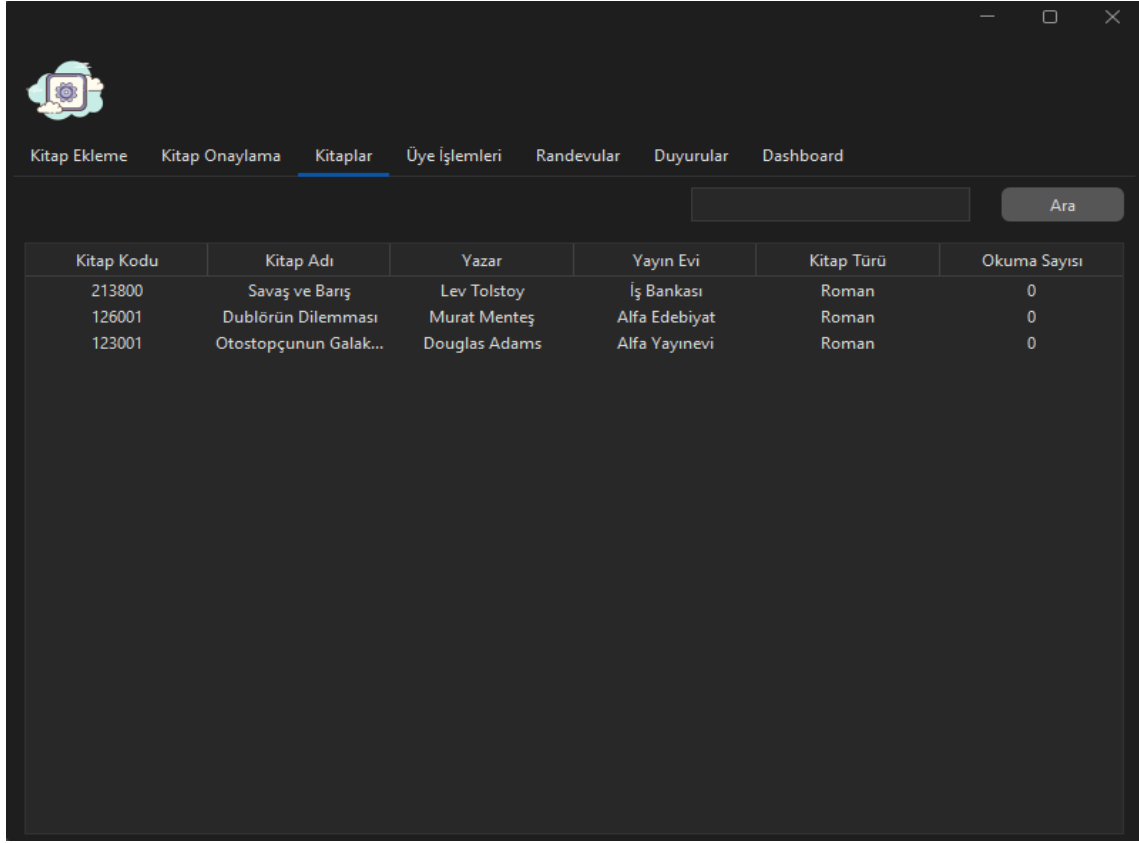 Kitap Ekleme Kitap Onaylama Kitaplar Üye İşlemleri Randevular Duyurular Dashboard
Ara
Kitap Kodu Kitap Adı Yazar Yayın Evi Kitap Türü Okuma Sayısı
213800 Savaş ve Barış Lev Tolstoy İş Bankası Roman 0
126001 Dublörün Dilemması Murat Menteş Alfa Edebiyat Roman 0
123001 Otostopçunun Galak... Douglas Adams Alfa Yayınevi Roman 0